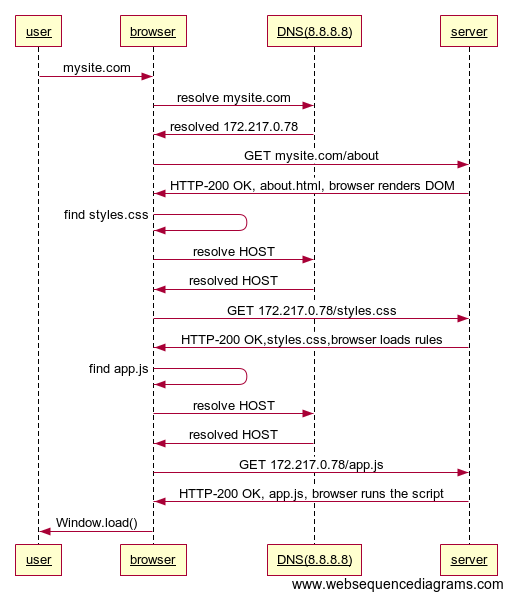 user browser DNS(8.8.8.8) server
mysite.com
resolve mysite.com
resolved 172.217.0.78
GET mysite.com/about
HTTP-200 OK, about.html, browser renders DOM
find styles.css
resolve HOST
resolved HOST
GET 172.217.0.78/styles.css
HTTP-200 OK,styles.css,browser loads rules
find app.js
resolve HOST
resolved HOST
GET 172.217.0.78/app.js
HTTP-200 OK, app.js, browser runs the script
Window.load()
user browser DNS(8.8.8.8) server
www.websequencediagrams.com